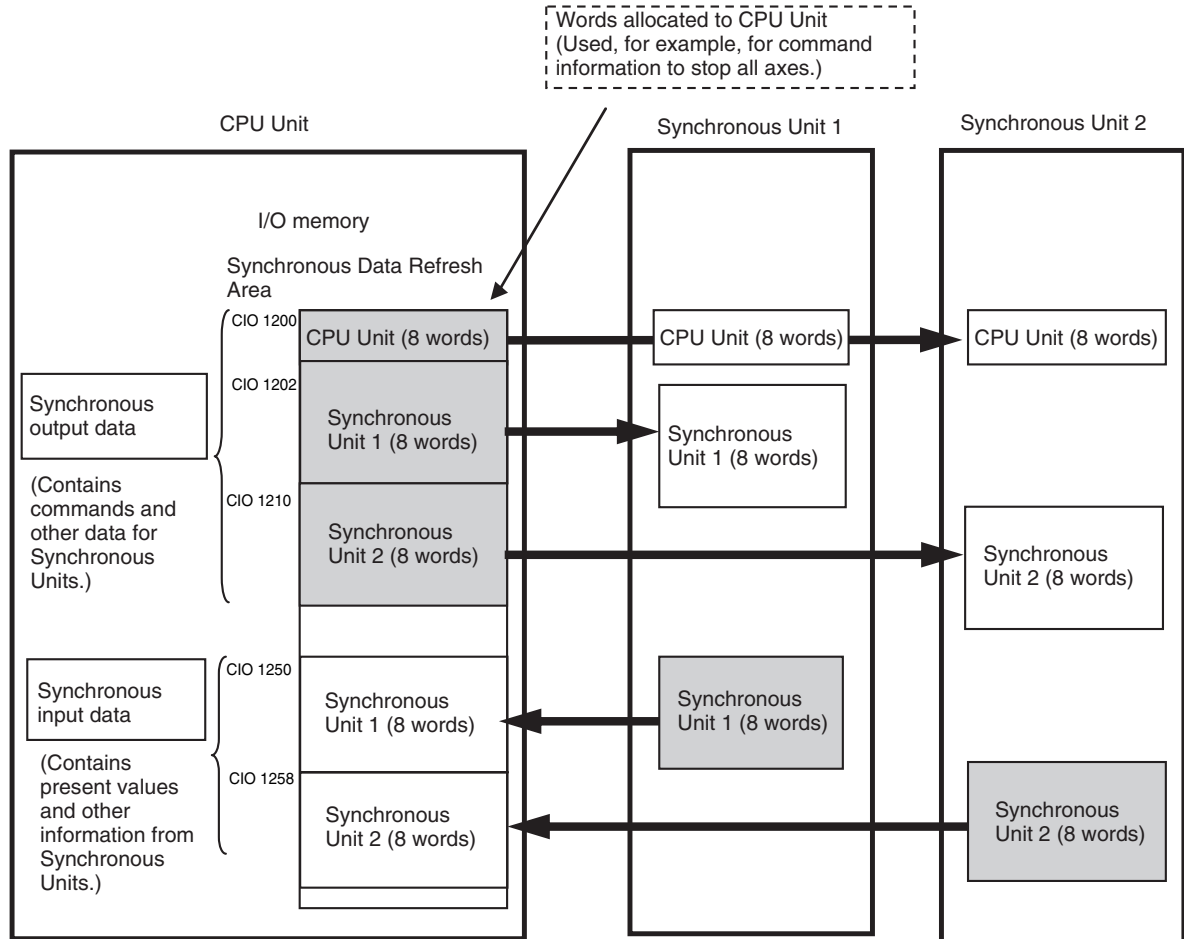 Words allocated to CPU Unit
(Used, for example, for command
information to stop all axes.)
CPU Unit
Synchronous Unit 1
Synchronous Unit 2
I/O memory
Synchronous Data Refresh
Area
CIO 1200
CPU Unit (8 words)
CPU Unit (8 words)
CPU Unit (8 words)
CIO 1202
Synchronous
output data
Synchronous
Unit 1 (8 words)
Synchronous
Unit 1 (8 words)
(Contains
commands and
other data for
Synchronous
Units.)
CIO 1210
Synchronous
Unit 2 (8 words)
Synchronous
Unit 2 (8 words)
CIO 1250
Synchronous
input data
Synchronous
Unit 1 (8 words)
Synchronous
Unit 1 (8 words)
(Contains
present values
and other
information from
Synchronous
Units.)
CIO 1258
Synchronous
Unit 2 (8 words)
Synchronous
Unit 2 (8 words)